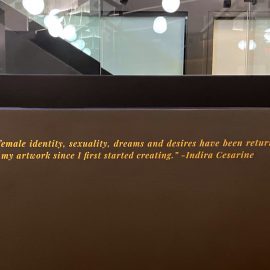 female identity, sexuality, dreams and desires have been
my artwork since I first started creating." –Indira Cesarine